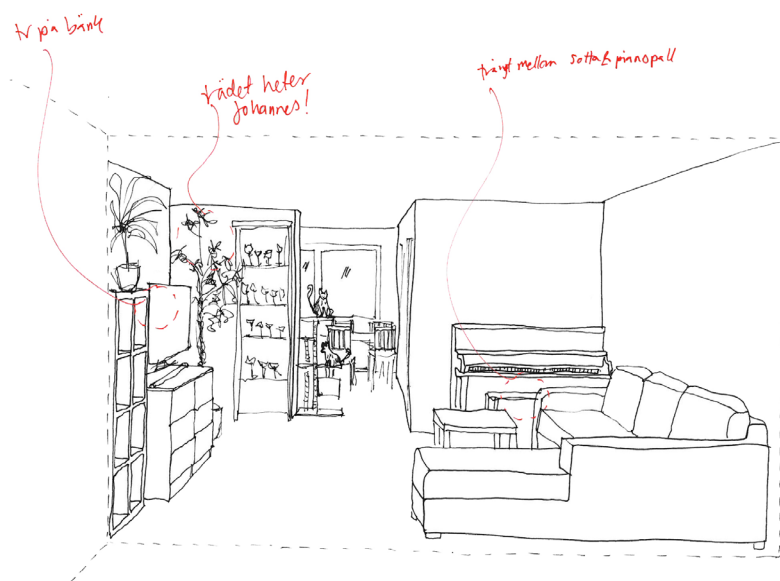 tv på bänk
trädet heter
Johannes!
trångt mellan soffa & pianopall